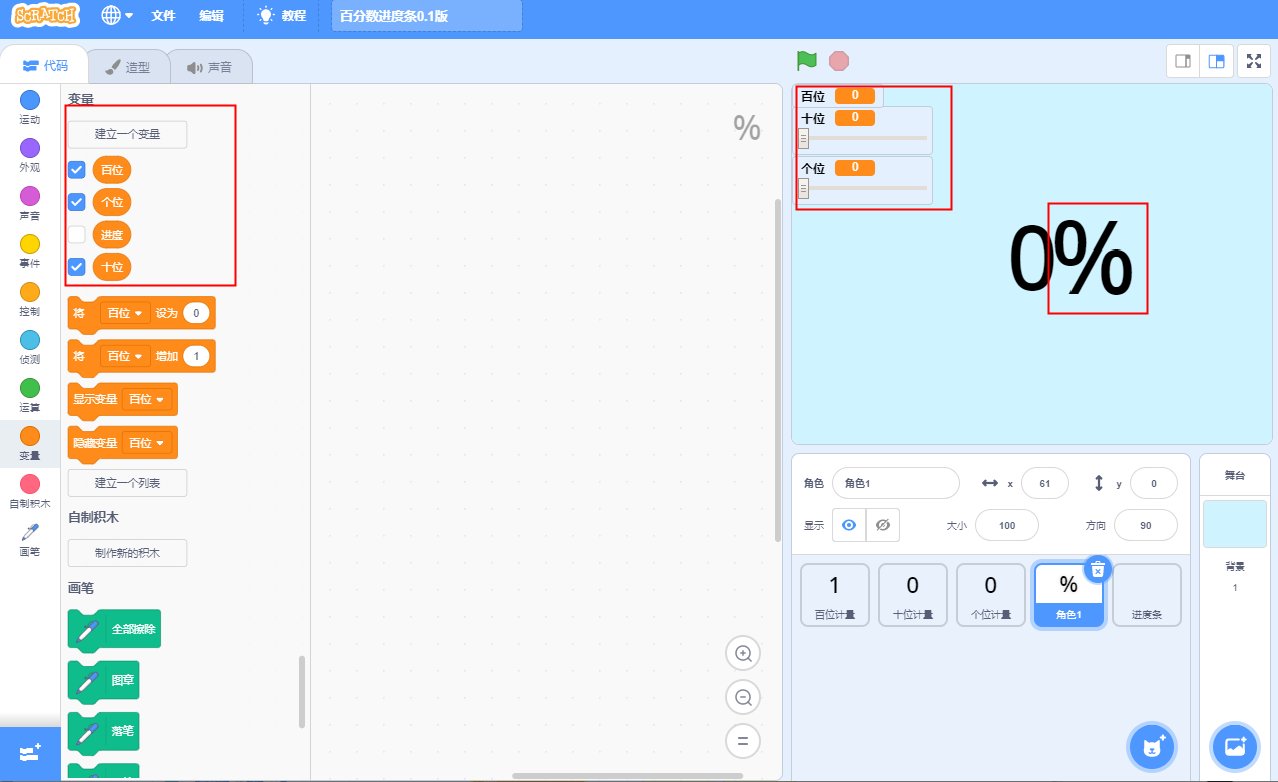 SCRATCH 文件 编辑 教程 百分数进度条0.1版
代码 造型 声音
运动
外观
声音
事件
控制
侦测
运算
变量
自制积木
画笔
变量
建立一个变量
百位
个位
进度
十位
将 百位 设为 0
将 百位 增加 1
显示变量 百位
隐藏变量 百位
建立一个列表
自制积木
制作新的积木
画笔
全部擦除
图章
落笔
%
百位 0
十位 0
个位 0
0%
角色 角色1 x 61 y 0
显示 大小 100 方向 90
1 百位计量
0 十位计量
0 个位计量
% 角色1
进度条
舞台
背景
1